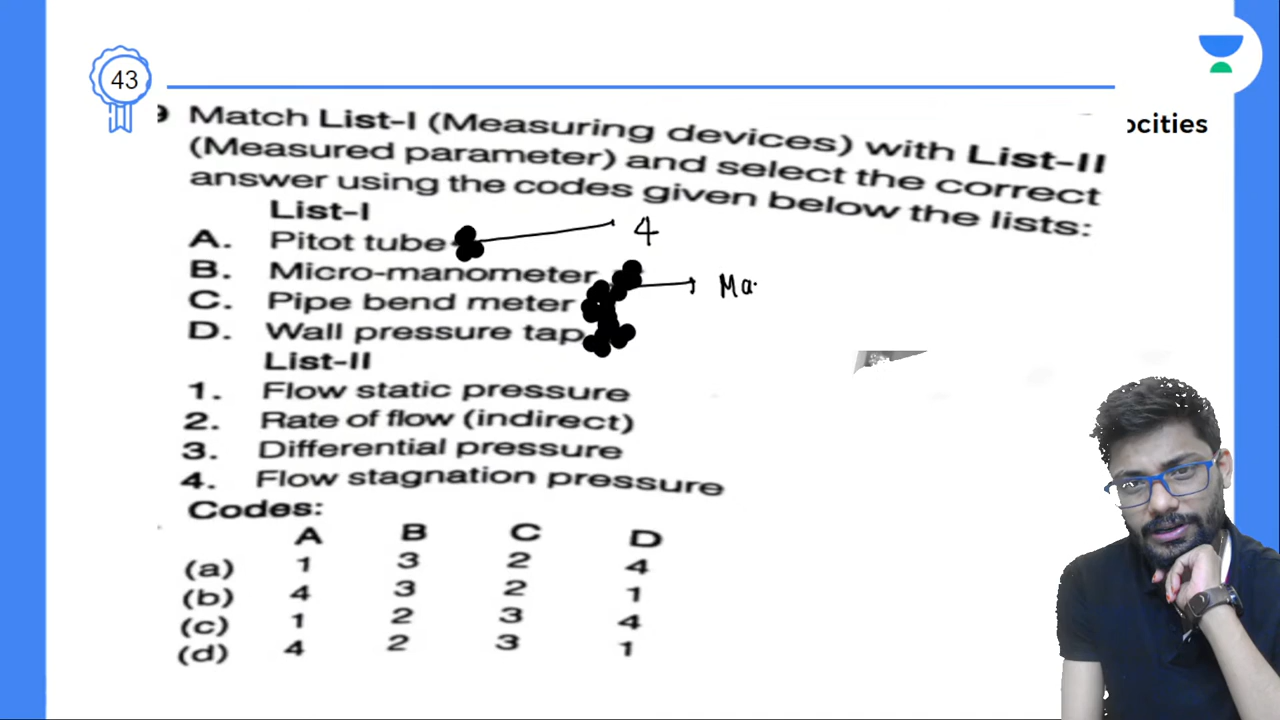 43
9 Match List-I (Measuring devices) with List-II
ocities
(Measured parameter) and select the correct
answer using the codes given below the lists:
List-I
A. Pitot tube 4
B. Micro-manometer Ma
C. Pipe bend meter
D. Wall pressure tap
List-II
1. Flow static pressure
2. Rate of flow (indirect)
3. Differential pressure
4. Flow stagnation pressure
Codes:
A B C D
(a) 1 3 2 4
(b) 4 3 2 1
(c) 1 2 3 4
(d) 4 2 3 1